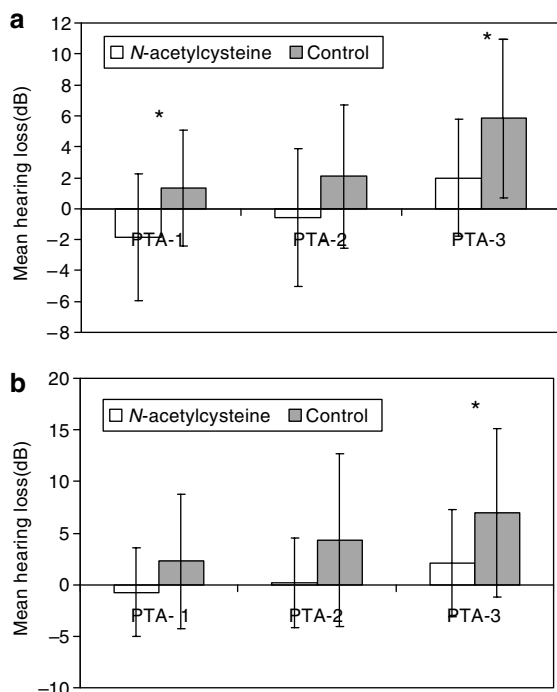 a
12
10
8
6
4
2
0
−2
−4
−6
−8
Mean hearing loss(dB)
N-acetylcysteine Control
*
*
PTA-1 PTA-2 PTA-3
b
20
15
10
5
0
−5
−10
Mean hearing loss(dB)
N-acetylcysteine Control
*
PTA- 1 PTA-2 PTA-3